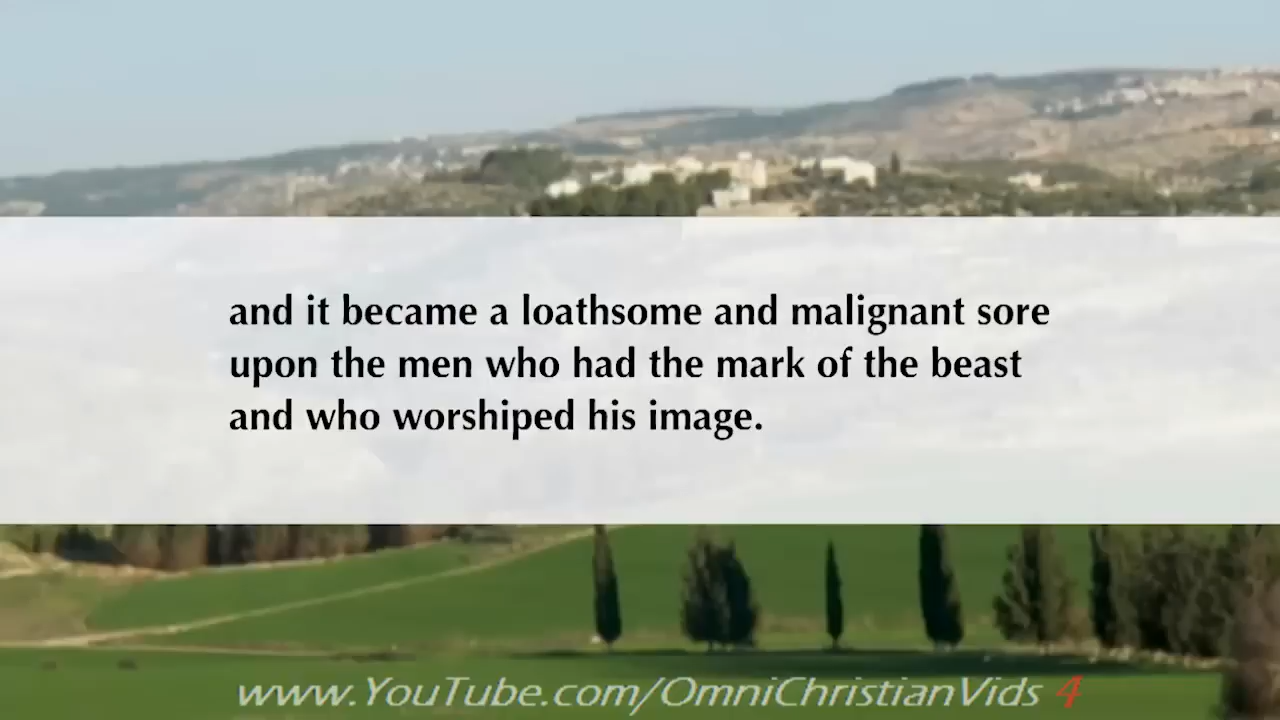 and it became a loathsome and malignant sore
upon the men who had the mark of the beast
and who worshiped his image.
www.YouTube.com/OmniChristianVids 4